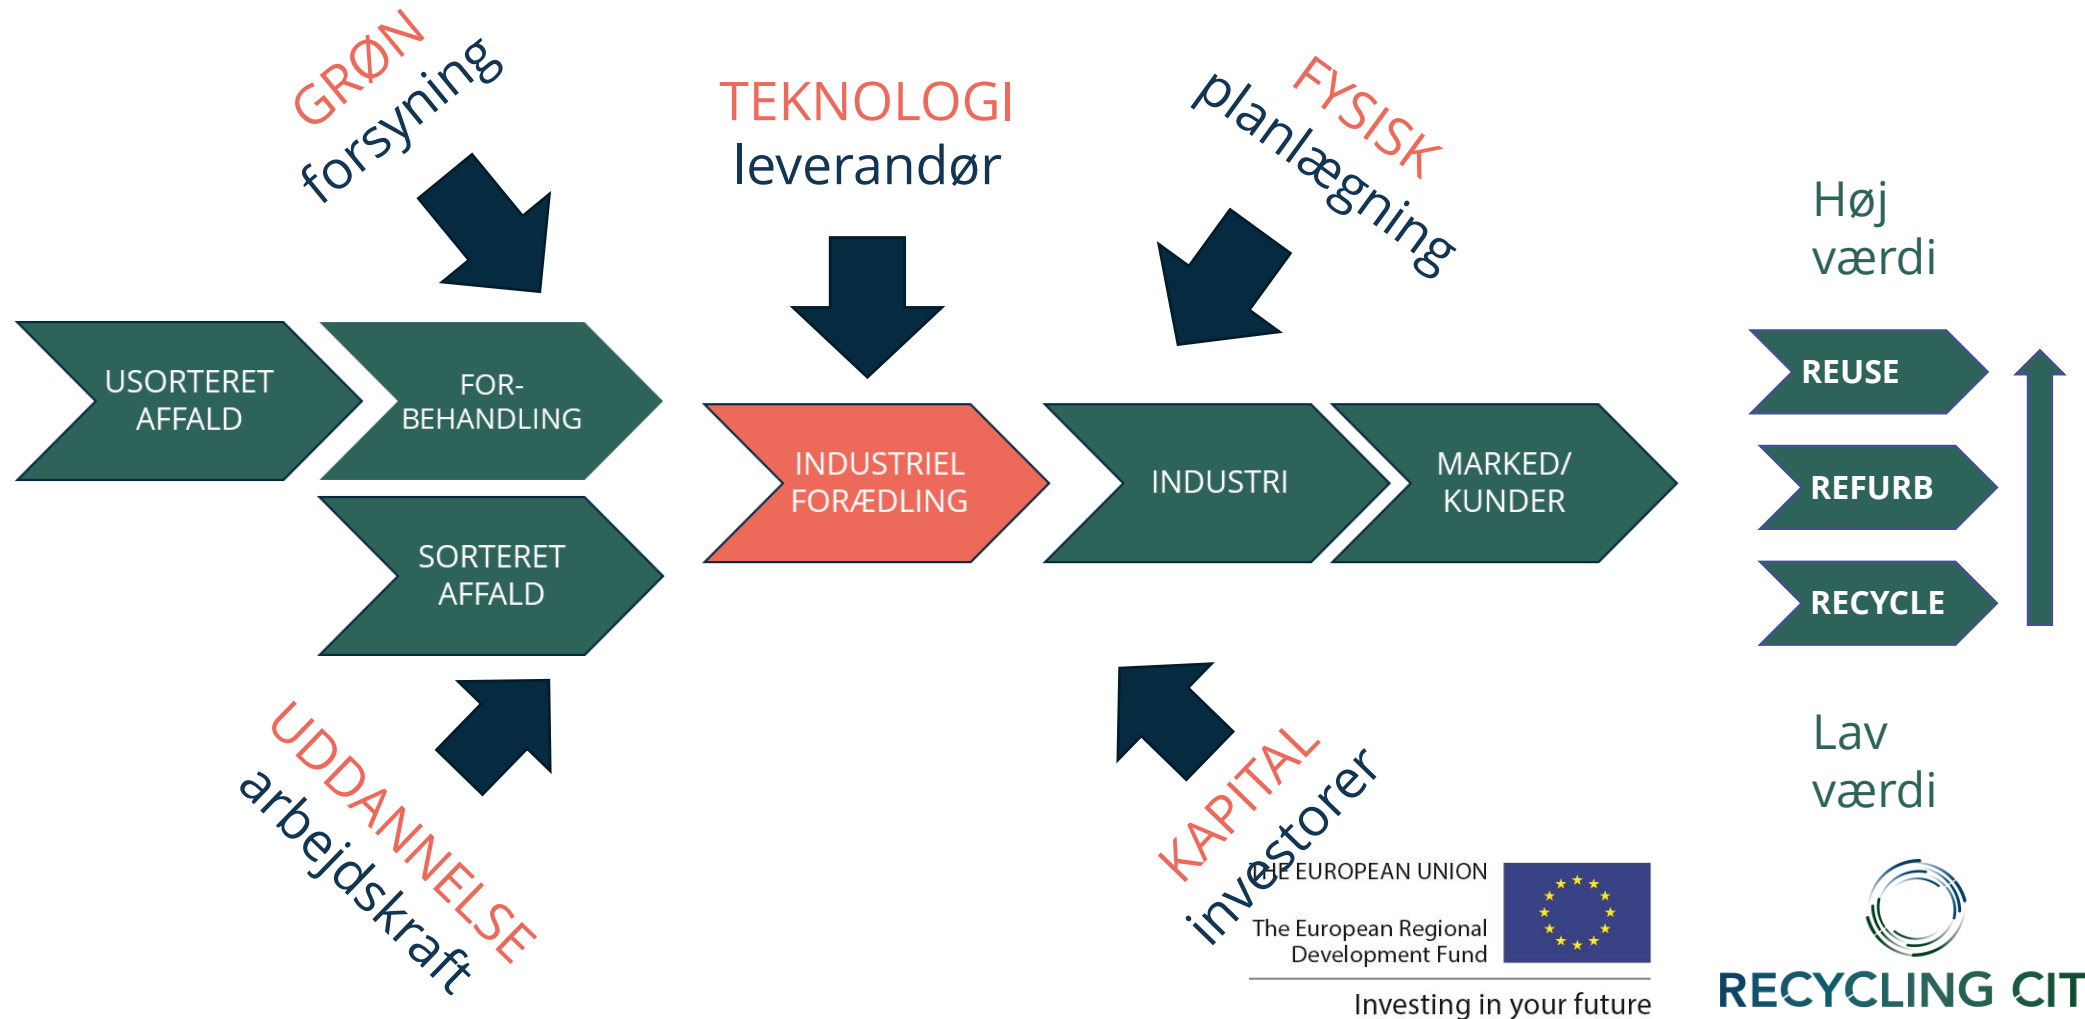 GRØN
forsyning
TEKNOLOGI
leverandør
FYSISK
planlægning
Høj
værdi
USORTERET
AFFALD
FOR-
BEHANDLING
SORTERET
AFFALD
INDUSTRIEL
FORÆDLING
INDUSTRI
MARKED/
KUNDER
REUSE
REFURB
RECYCLE
UDDANNELSE
arbejdskraft
KAPITAL
investorer
Lav
værdi
THE EUROPEAN UNION
The European Regional
Development Fund
Investing in your future
RECYCLING CIT